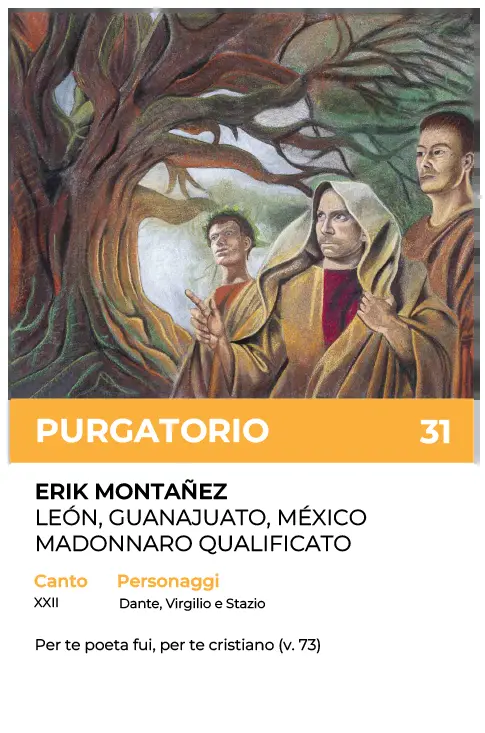 PURGATORIO 31
ERIK MONTAÑEZ
LEÓN, GUANAJUATO, MÉXICO
MADONNARO QUALIFICATO
Canto Personaggi
XXII Dante, Virgilio e Stazio
Per te poeta fui, per te cristiano (v. 73)